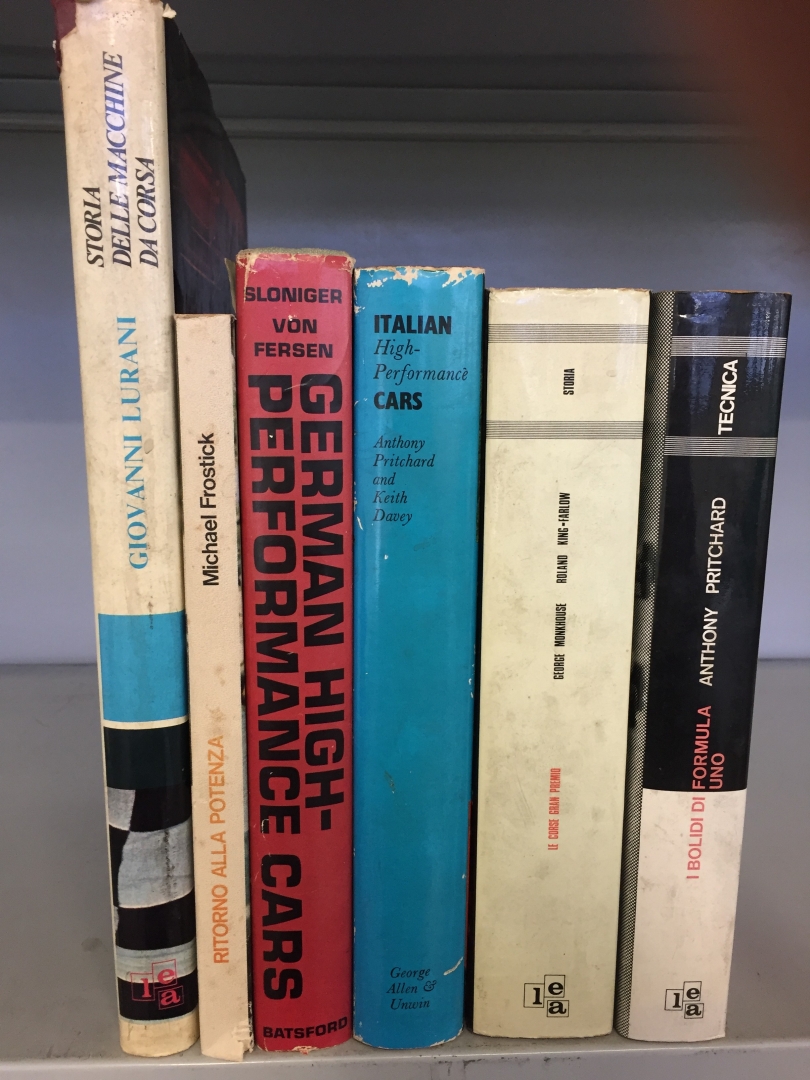 STORIA
DELLE MACCHINE
DA CORSA
GIOVANNI LURANI
lea
Michael Frostick
RITORNO ALLA POTENZA
SLONIGER
VON
FERSEN
GERMAN HIGH-
PERFORMANCE CARS
BATSFORD
ITALIAN
High-
Performance
CARS
Anthony
Pritchard
and
Keith
Davey
George
Allen &
Unwin
STORIA
GEORGE MONKHOUSE ROLAND KING-FARLOW
LE CORSE GRAN PREMIO
lea
TECNICA
ANTHONY PRITCHARD
I BOLIDI DI FORMULA
UNO
lea